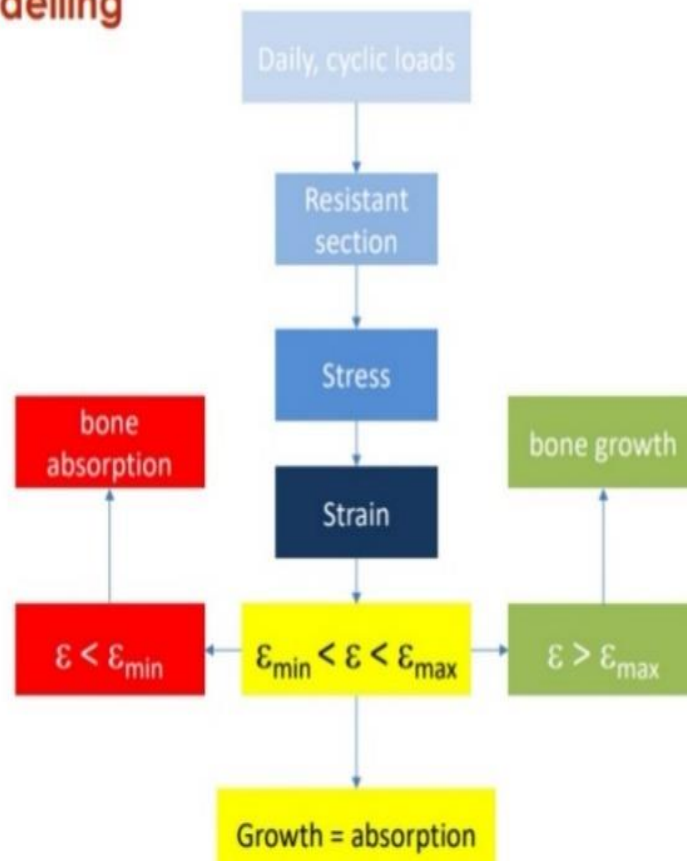 delling
Daily, cyclic loads
Resistant
section
Stress
bone
absorption
bone growth
Strain
ε < εmin
εmin < ε < εmax
ε > εmax
Growth = absorption